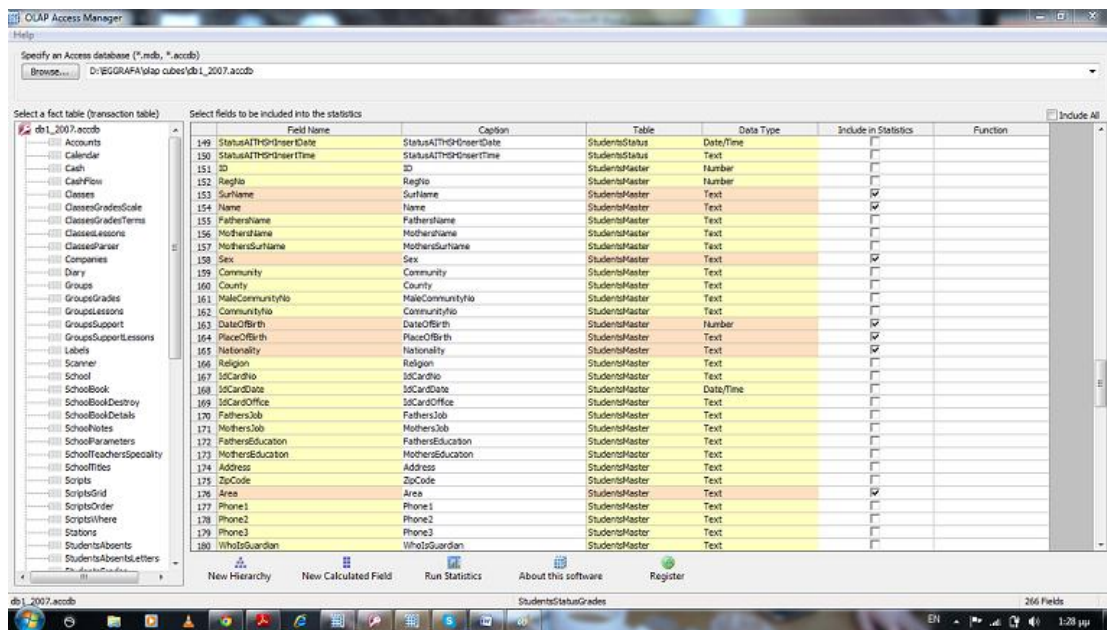 OLAP Access Manager
Help
Specify an Access database (*.mdb, *.accdb)
Browse... D:\EGGRAFA\olap cubes\db1_2007.accdb
Select a fact table (transaction table) Select fields to be included into the statistics Include All
db1_2007.accdb
Accounts
Calendar
Cash
CashFlow
Classes
ClassesGradesScale
ClassesGradesTerms
ClassesLessons
ClassesParser
Companies
Diary
Groups
GroupsGrades
GroupsLessons
GroupsSupport
GroupsSupportLessons
Labels
Scanner
School
SchoolBook
SchoolBookDestroy
SchoolBookDetails
SchoolNotes
SchoolParameters
SchoolTeachersSpeciality
SchoolTitles
Scripts
ScriptsGrid
ScriptsOrder
ScriptsWhere
Stations
StudentsAbsents
StudentsAbsentsLetters
Field Name Caption Table Data Type Include in Statistics Function
149 StatusAITHSHInsertDate StatusAITHSHInsertDate StudentsStatus Date/Time
150 StatusAITHSHInsertTime StatusAITHSHInsertTime StudentsStatus Text
151 ID ID StudentsMaster Number
152 RegNo RegNo StudentsMaster Number
153 SurName SurName StudentsMaster Text
154 Name Name StudentsMaster Text
155 FathersName FathersName StudentsMaster Text
156 MothersName MothersName StudentsMaster Text
157 MothersSurName MothersSurName StudentsMaster Text
158 Sex Sex StudentsMaster Text
159 Community Community StudentsMaster Text
160 County County StudentsMaster Text
161 MaleCommunityNo MaleCommunityNo StudentsMaster Text
162 CommunityNo CommunityNo StudentsMaster Text
163 DateOfBirth DateOfBirth StudentsMaster Number
164 PlaceOfBirth PlaceOfBirth StudentsMaster Text
165 Nationality Nationality StudentsMaster Text
166 Religion Religion StudentsMaster Text
167 IdCardNo IdCardNo StudentsMaster Text
168 IdCardDate IdCardDate StudentsMaster Date/Time
169 IdCardOffice IdCardOffice StudentsMaster Text
170 FathersJob FathersJob StudentsMaster Text
171 MothersJob MothersJob StudentsMaster Text
172 FathersEducation FathersEducation StudentsMaster Text
173 MothersEducation MothersEducation StudentsMaster Text
174 Address Address StudentsMaster Text
175 ZipCode ZipCode StudentsMaster Text
176 Area Area StudentsMaster Text
177 Phone1 Phone1 StudentsMaster Text
178 Phone2 Phone2 StudentsMaster Text
179 Phone3 Phone3 StudentsMaster Text
180 WhoIsGuardian WhoIsGuardian StudentsMaster Text
New Hierarchy New Calculated Field Run Statistics About this software Register
db1_2007.accdb StudentsStatusGrades 266 Fields
EN 1:28 μμ